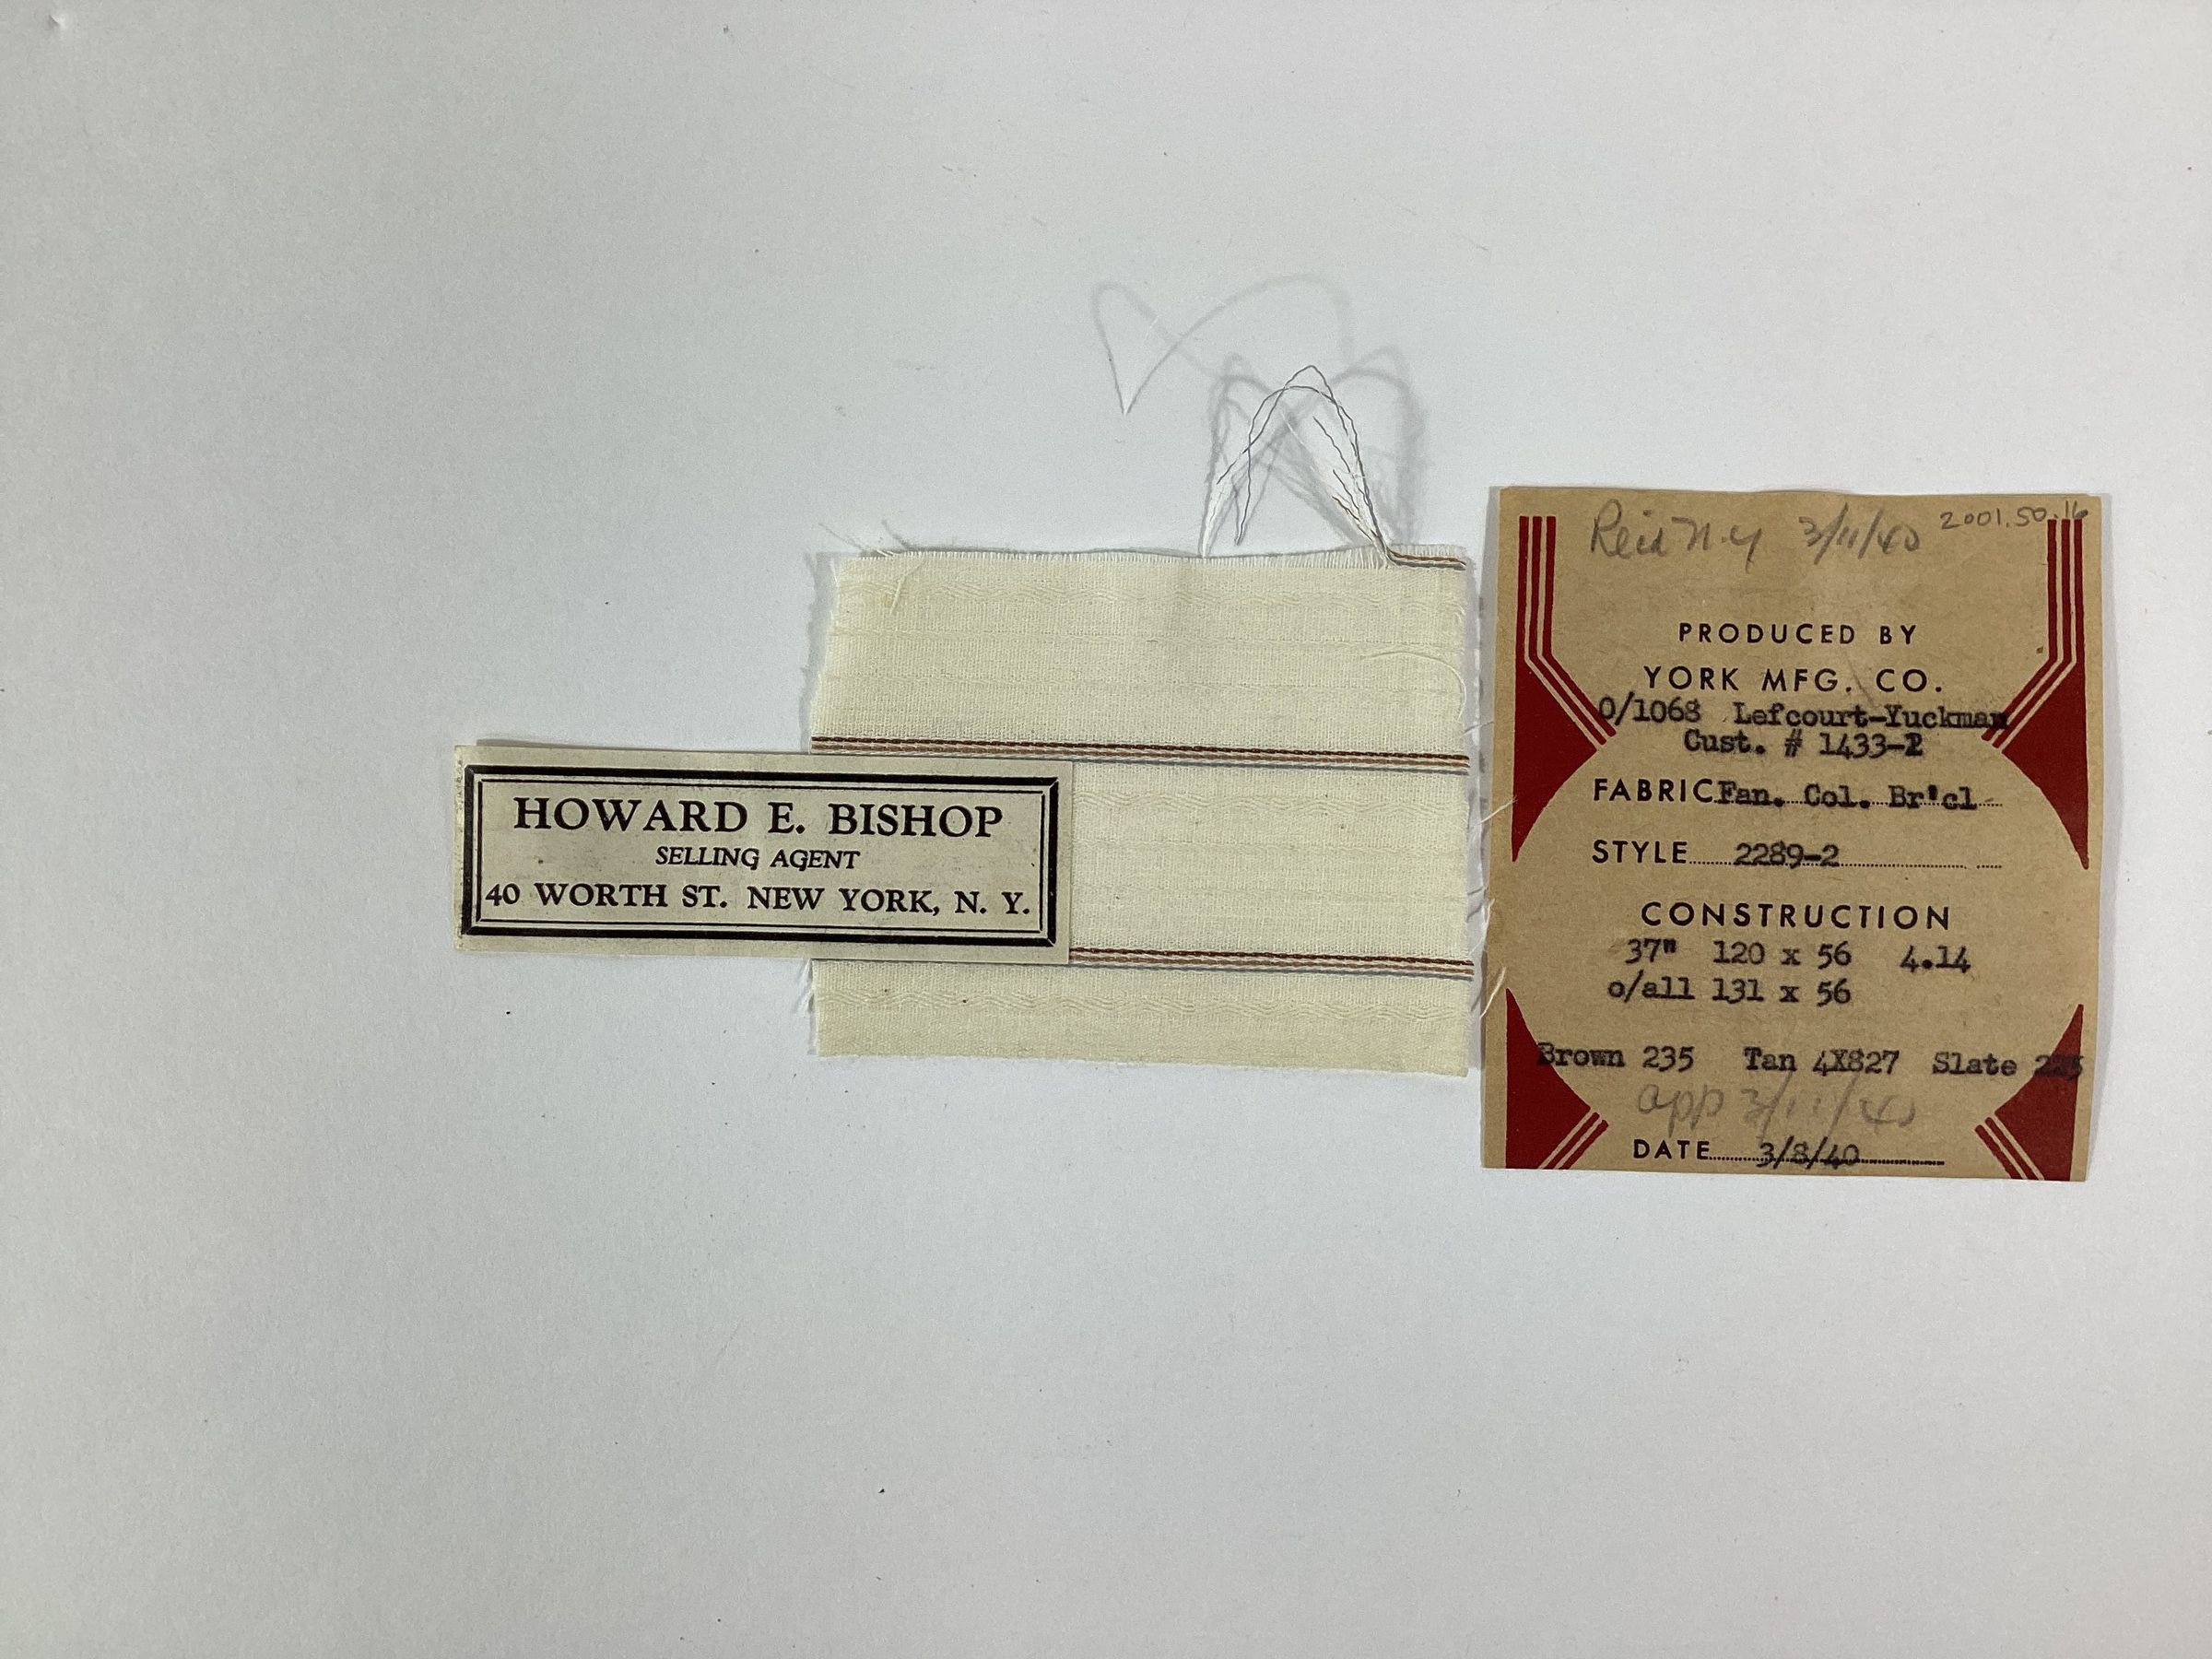 HOWARD E. BISHOP
SELLING AGENT
40 WORTH ST. NEW YORK, N. Y.
Reid N.Y 3/11/40 2001.50.16
PRODUCED BY
YORK MFG. CO.
0/1068 Lefcourt-Yuckman
Cust. # 1433-2
FABRIC Fan. Col. Br'cl
STYLE 2289-2
CONSTRUCTION
37" 120 x 56 4.14
o/all 131 x 56
Brown 235 Tan 4X827 Slate
app 3/11/40
DATE 3/8/40